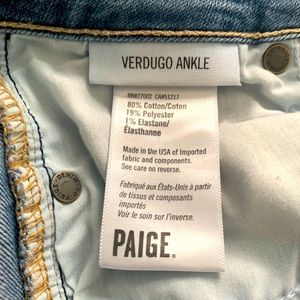 VERDUGO ANKLE
RN#27002 CA#51217
80% Cotton/Coton
19% Polyester
1% Elastane/
Élasthanne
Made in the USA of Imported
fabric and components.
See care on reverse.
Fabriqué aux États-Unis à partir
de tissus et composants
importés
Voir le soin sur l'inverse.
PAIGE.